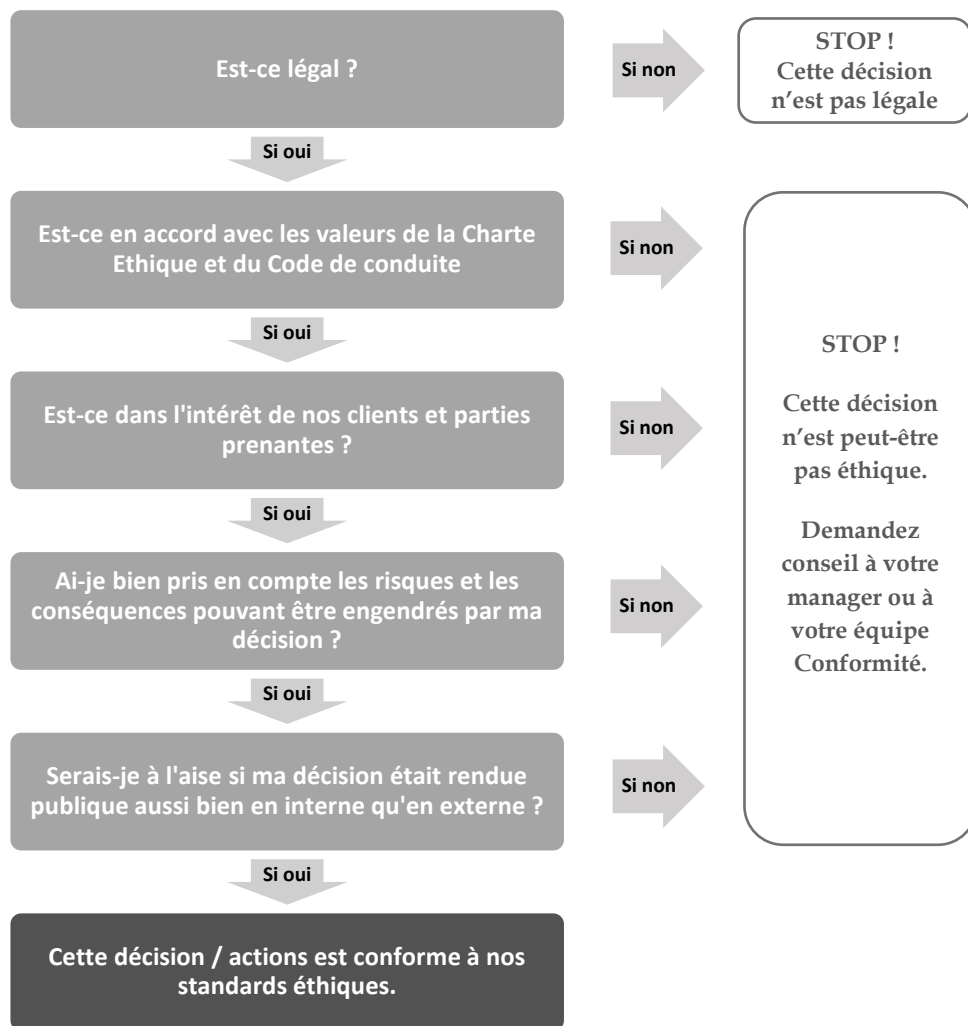 Est-ce légal ?
Si non
STOP !
Cette décision
n'est pas légale
Si oui
Est-ce en accord avec les valeurs de la Charte
Ethique et du Code de conduite
Si non
Si oui
Est-ce dans l'intérêt de nos clients et parties
prenantes ?
Si non
Si oui
Ai-je bien pris en compte les risques et les
conséquences pouvant être engendrés par ma
décision ?
Si non
Si oui
Serais-je à l'aise si ma décision était rendue
publique aussi bien en interne qu'en externe ?
Si non
STOP !
Cette décision
n'est peut-être
pas éthique.
Demandez
conseil à votre
manager ou à
votre équipe
Conformité.
Si oui
Cette décision / actions est conforme à nos
standards éthiques.